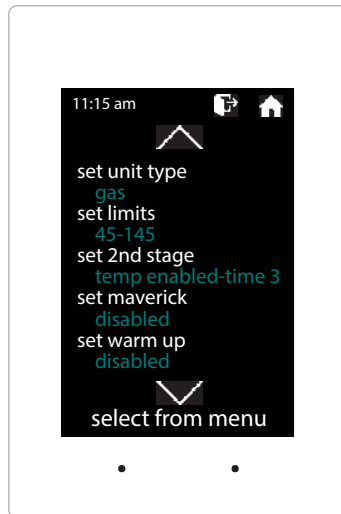 11:15 am
set unit type
gas
set limits
45-145
set 2nd stage
temp enabled-time 3
set maverick
disabled
set warm up
disabled
select from menu